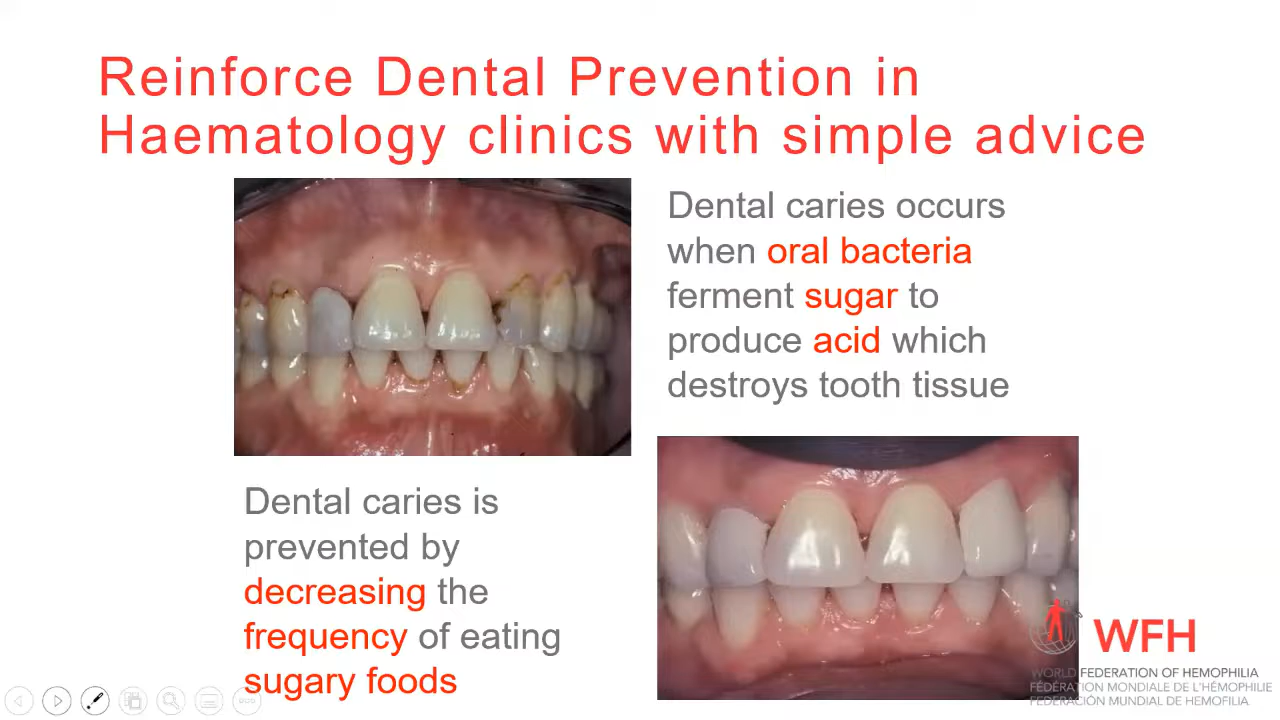 Reinforce Dental Prevention in
Haematology clinics with simple advice
Dental caries occurs
when oral bacteria
ferment sugar to
produce acid which
destroys tooth tissue
Dental caries is
prevented by
decreasing the
frequency of eating
sugary foods
WFH
WORLD FEDERATION OF HEMOPHILIA
FÉDÉRATION MONDIALE DE L'HÉMOPHILIE
FEDERACIÓN MUNDIAL DE HEMOFILIA